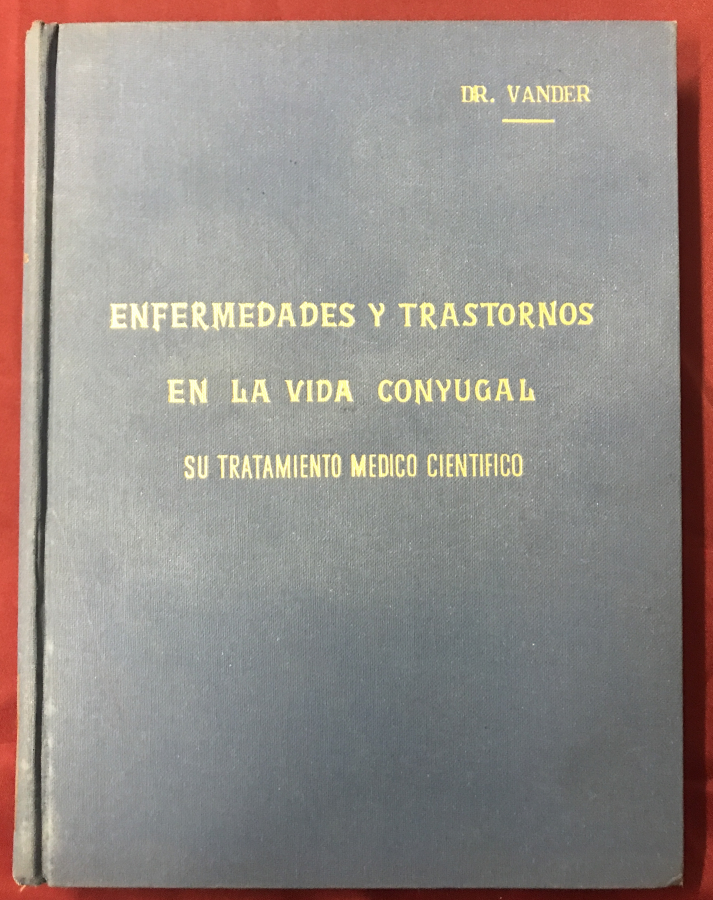 DR. VANDER
ENFERMEDADES Y TRASTORNOS
EN LA VIDA CONYUGAL
SU TRATAMIENTO MEDICO CIENTIFICO